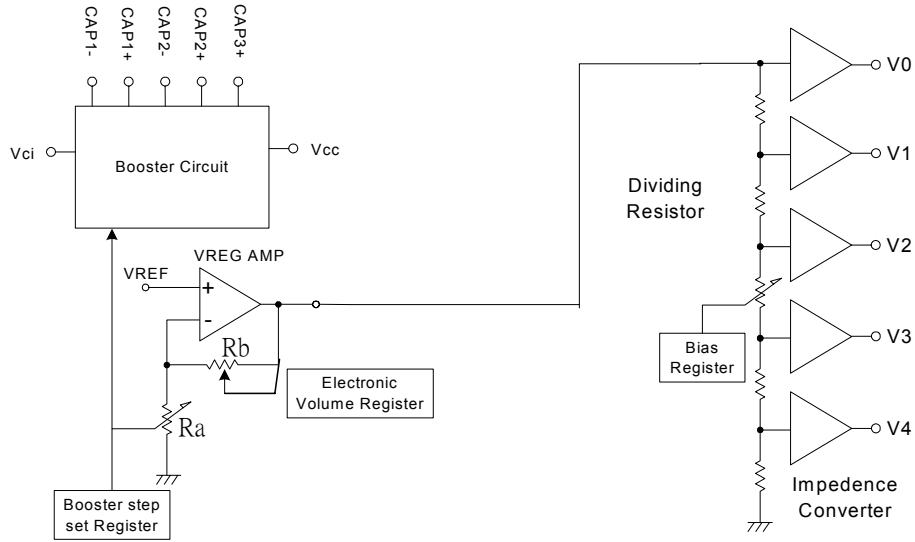 CAP1-
CAP1+
CAP2-
CAP2+
CAP3+
Vci
Booster Circuit
Vcc
VREG AMP
VREF
+
-
Rb
Ra
Electronic
Volume Register
Booster step
set Register
Dividing
Resistor
Bias
Register
V0
V1
V2
V3
V4
Impedence
Converter